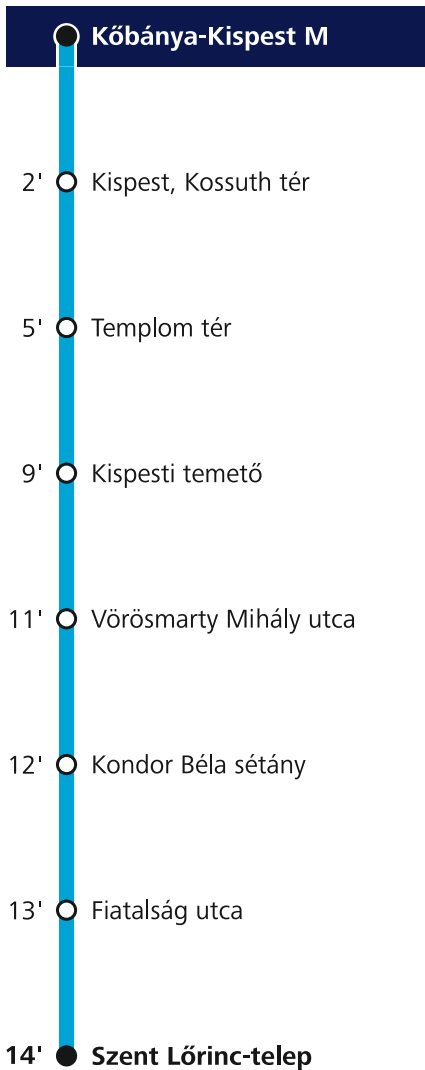 Kőbánya-Kispest M
2' Kispest, Kossuth tér
5' Templom tér
9' Kispesti temető
11' Vörösmarty Mihály utca
12' Kondor Béla sétány
13' Fiatalság utca
14' Szent Lőrinc-telep